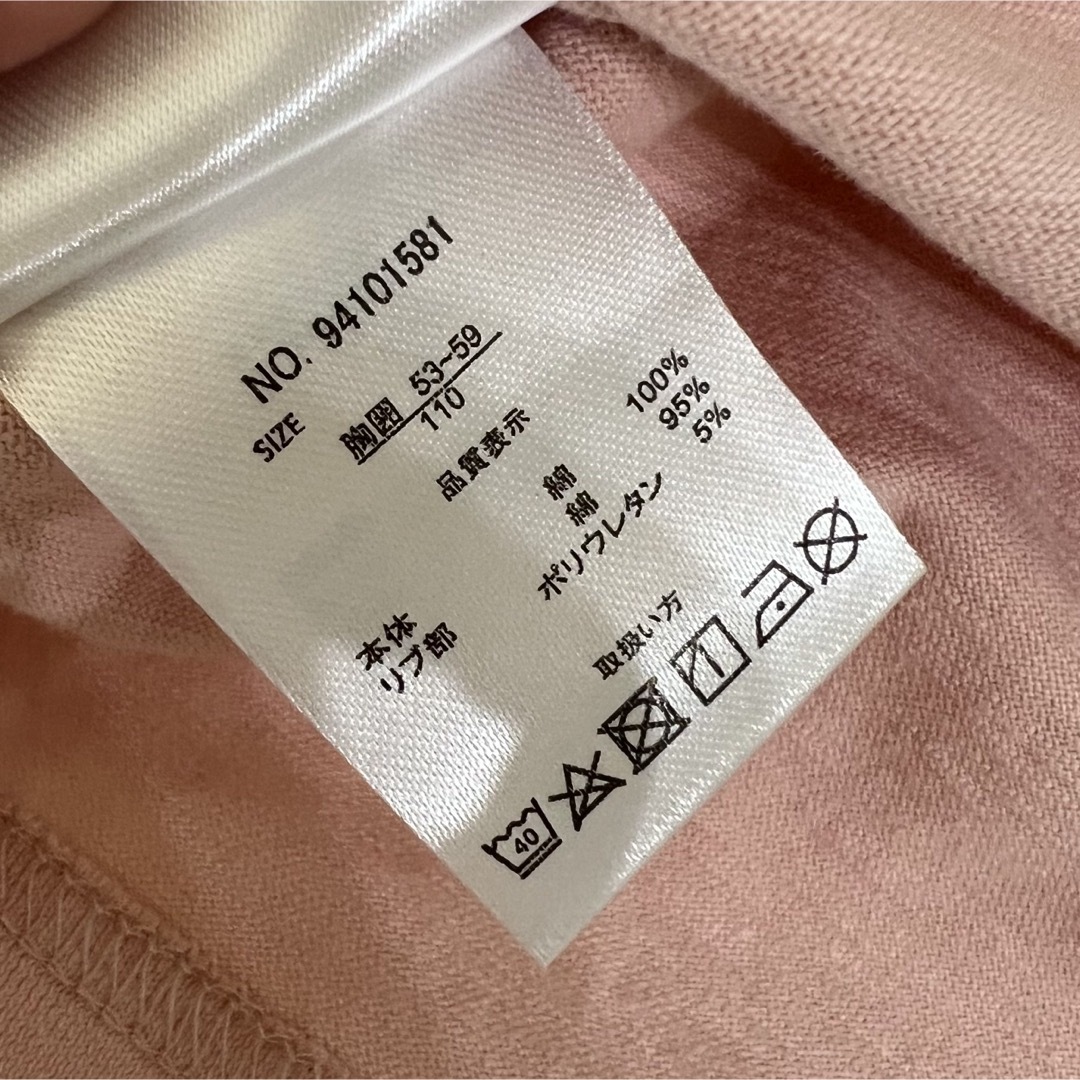 NO. 94101581
SIZE 胸囲 53~59
110
品質表示
本体 綿 100%
リブ部 綿 95%
ポリウレタン 5%
取扱い方
40